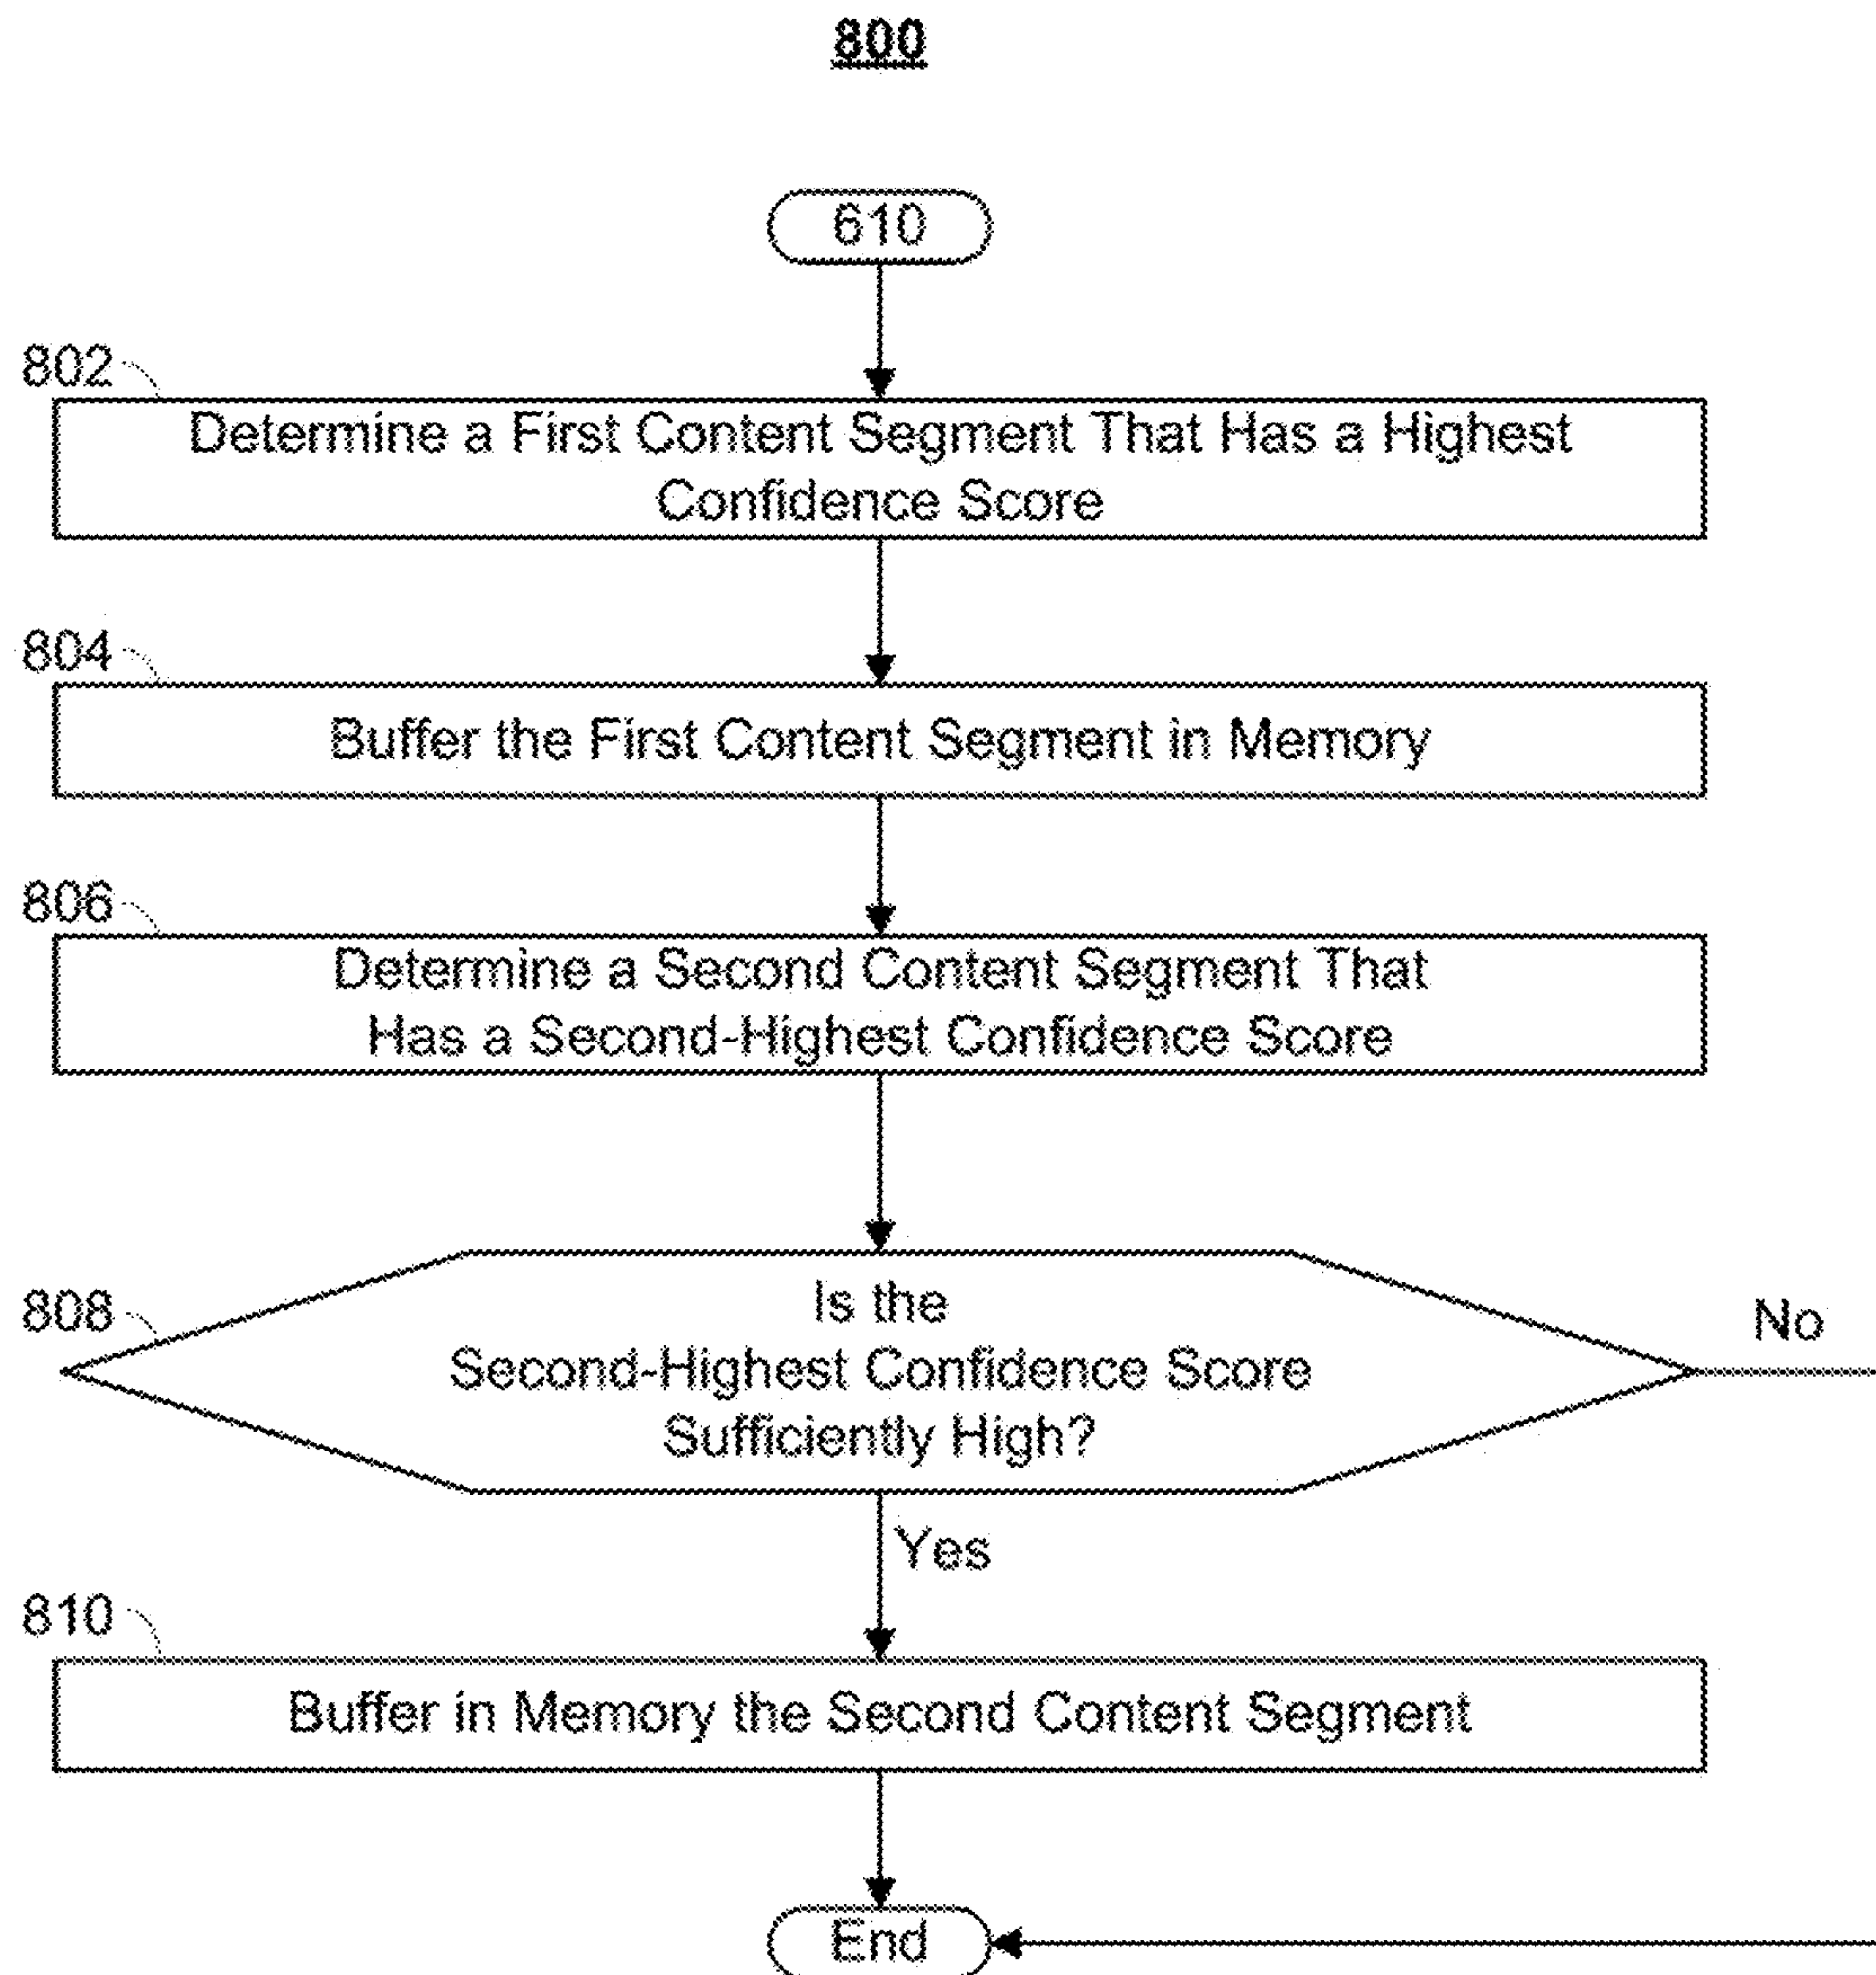 800
610
802
Determine a First Content Segment That Has a Highest
Confidence Score
804
Buffer the First Content Segment in Memory
806
Determine a Second Content Segment That
Has a Second-Highest Confidence Score
808
Is the
Second-Highest Confidence Score
Sufficiently High?
No
Yes
810
Buffer in Memory the Second Content Segment
End